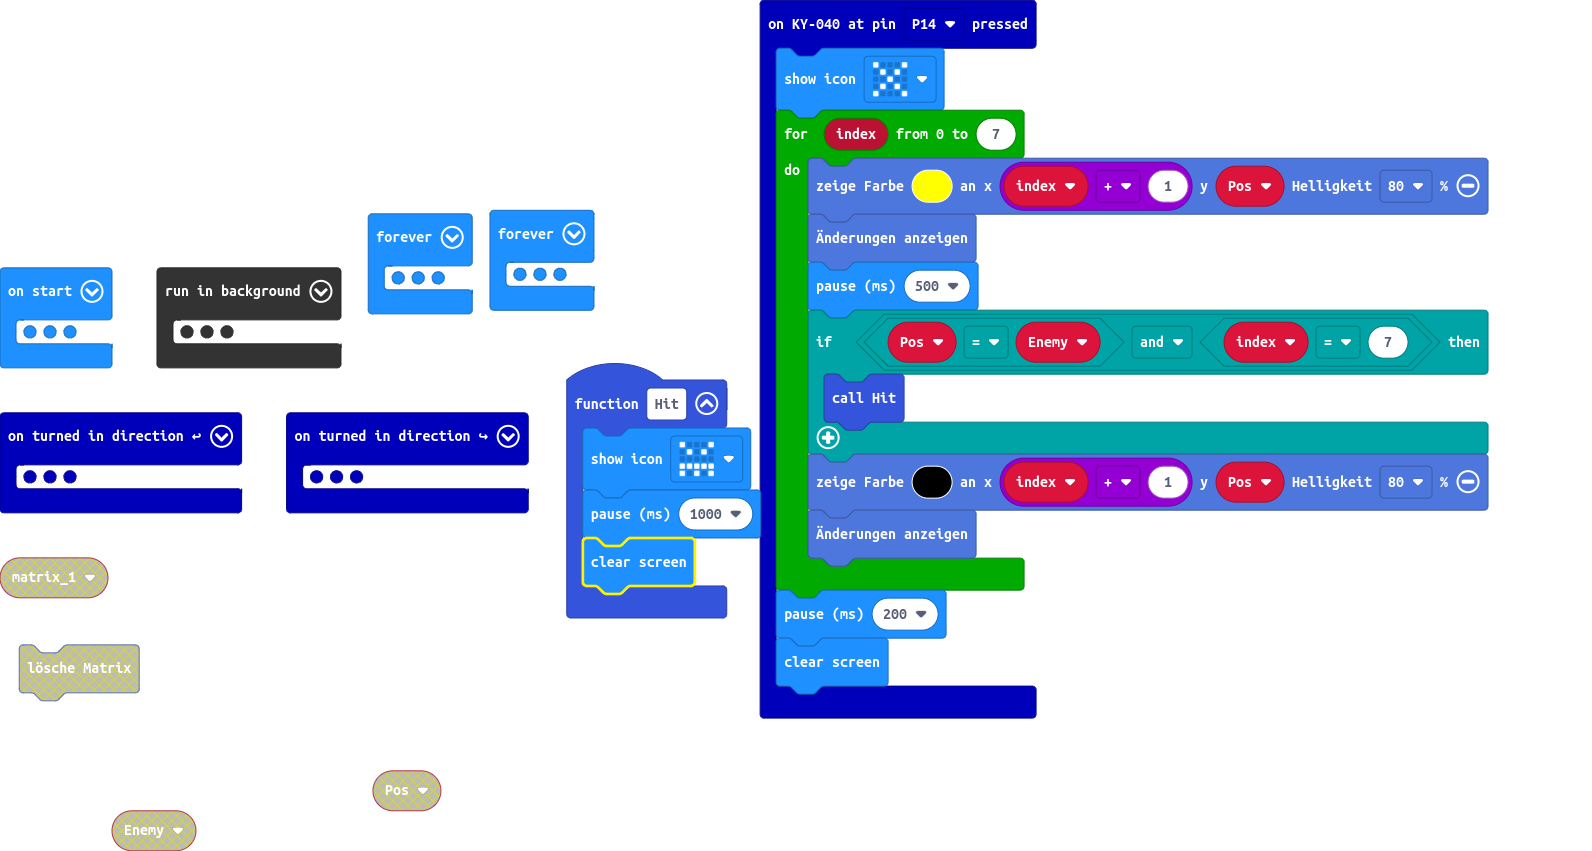 on KY-040 at pin P14 pressed
show icon
for index from 0 to 7
do
zeige Farbe an x index + 1 y Pos Helligkeit 80 %
Änderungen anzeigen
pause (ms) 500
if Pos = Enemy and index = 7 then
call Hit
zeige Farbe an x index + 1 y Pos Helligkeit 80 %
Änderungen anzeigen
pause (ms) 200
clear screen
forever
forever
on start
run in background
function Hit
show icon
pause (ms) 1000
clear screen
on turned in direction ↩
on turned in direction ↪
matrix_1
lösche Matrix
Pos
Enemy